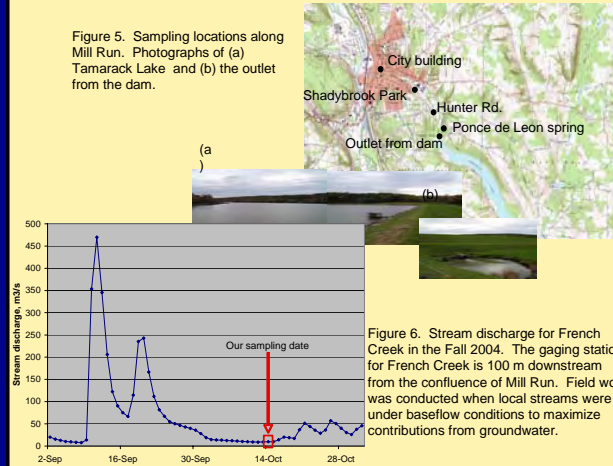 Figure 5. Sampling locations along
Mill Run. Photographs of (a)
Tamarack Lake and (b) the outlet
from the dam.
City building
Shadybrook Park
Hunter Rd.
Ponce de Leon spring
Outlet from dam
(a
)
(b)
500
450
400
350
300
250
200
150
100
50
0
Stream discharge, m3/s
Our sampling date
2-Sep 16-Sep 30-Sep 14-Oct 28-Oct
Figure 6. Stream discharge for French
Creek in the Fall 2004. The gaging static
for French Creek is 100 m downstream
from the confluence of Mill Run. Field wo
was conducted when local streams were
under baseflow conditions to maximize
contributions from groundwater.